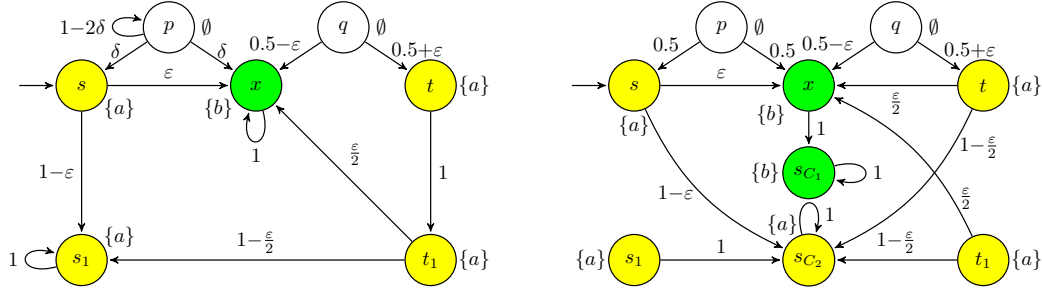 1−2δ p ∅ q ∅
δ δ 0.5−ε 0.5+ε
s ε x t {a}
{a} {b}
1
1−ε ε/2 1
{a}
1 s₁ 1−ε/2 t₁ {a}
p ∅ q ∅
0.5 0.5 0.5−ε 0.5+ε
s ε x ε/2 t {a}
{a} {b}
1 1−ε/2
{b} s_{C₁} 1
1−ε {a} 1 ε/2
{a} s₁ 1 s_{C₂} 1−ε/2 t₁ {a}